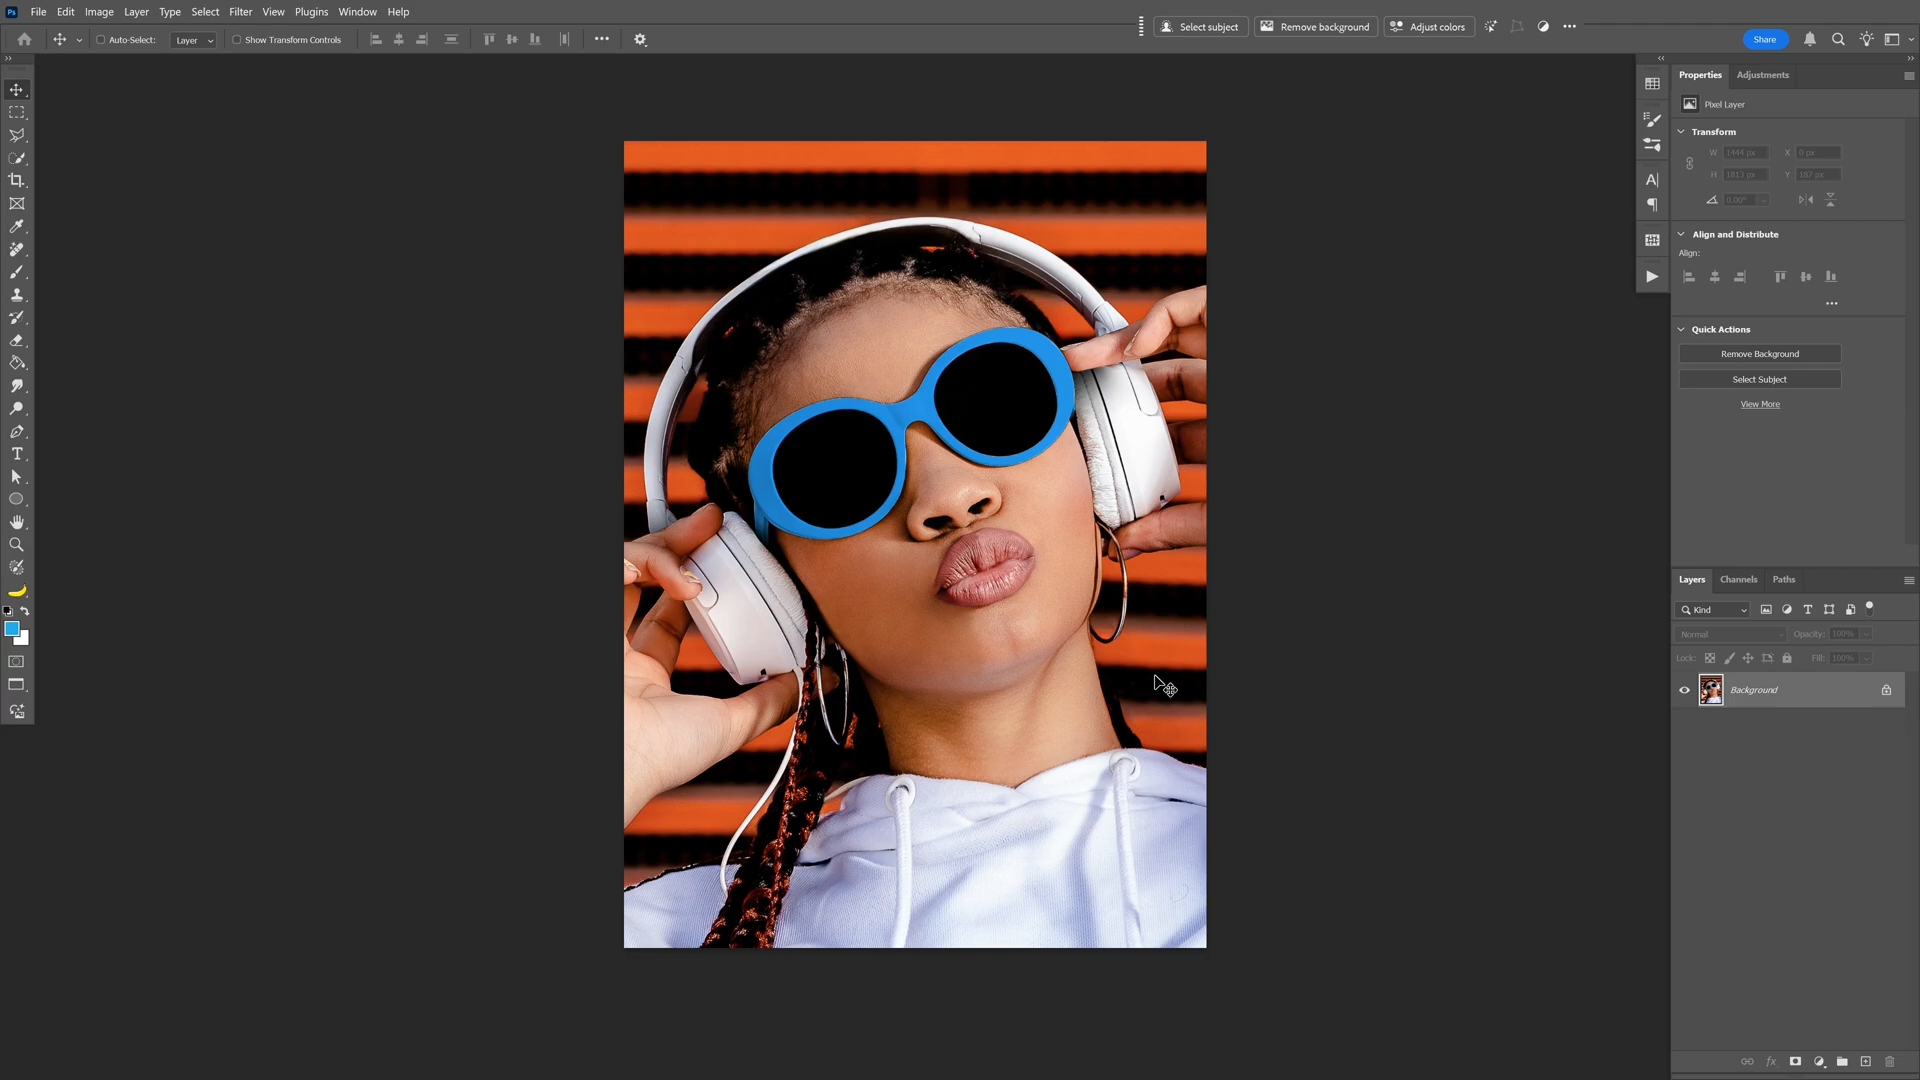 Ps File Edit Image Layer Type Select Filter View Plugins Window Help
Auto-Select: Layer Show Transform Controls
Select subject Remove background Adjust colors
Share
Properties Adjustments
Pixel Layer
Transform
W 1444 px X 0 px
H 1813 px Y 187 px
0.00°
Align and Distribute
Align:
Quick Actions
Remove Background
Select Subject
View More
Layers Channels Paths
Kind
Normal Opacity: 100%
Lock: Fill: 100%
Background
fx